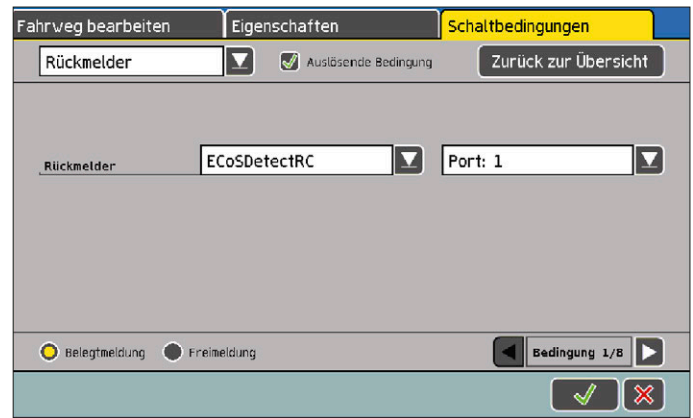 Fahrweg bearbeiten Eigenschaften Schaltbedingungen
Rückmelder Auslösende Bedingung Zurück zur Übersicht
Rückmelder ECoSDetectRC Port: 1
Belegtmeldung Freimeldung Bedingung 1/8